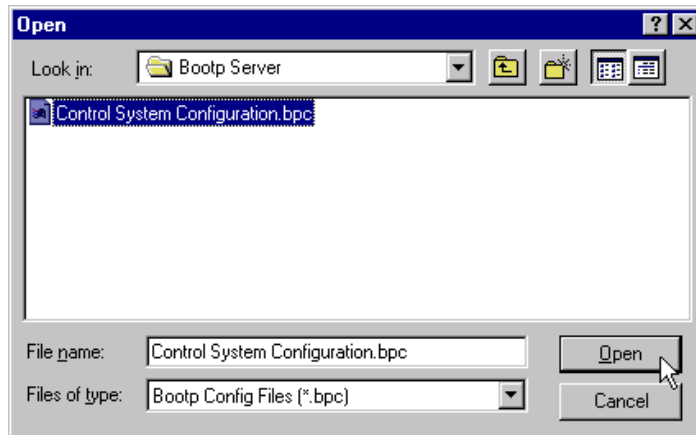 Open
Look in: Bootp Server
Control System Configuration.bpc
File name: Control System Configuration.bpc Open
Files of type: Bootp Config Files (*.bpc) Cancel